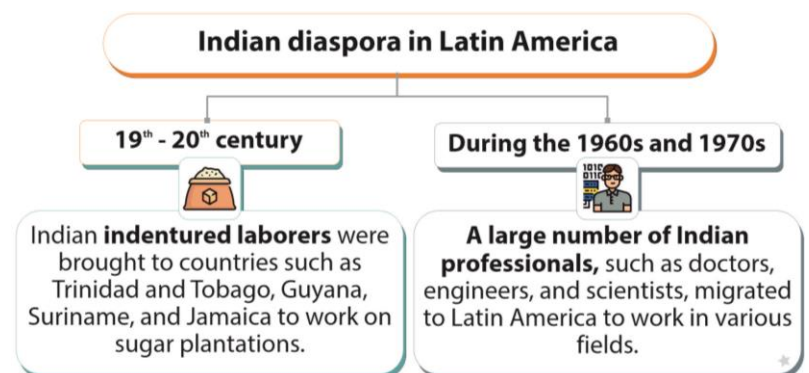 Indian diaspora in Latin America
19th - 20th century
Indian indentured laborers were
brought to countries such as
Trinidad and Tobago, Guyana,
Suriname, and Jamaica to work on
sugar plantations.
During the 1960s and 1970s
1010
0110
A large number of Indian
professionals, such as doctors,
engineers, and scientists, migrated
to Latin America to work in various
fields.